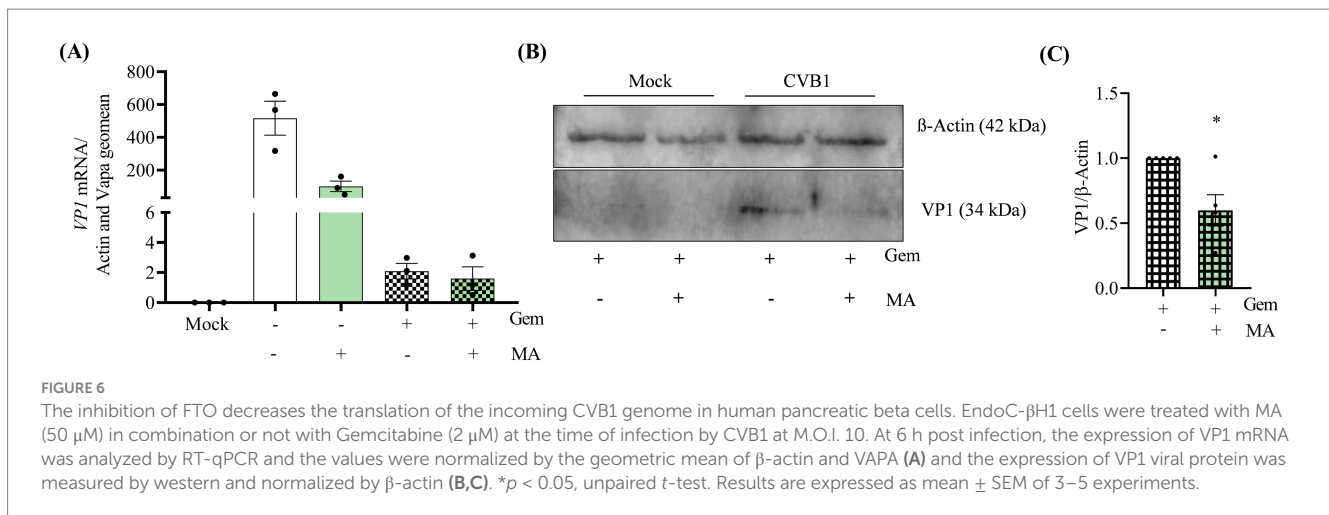 (A)
800
600
400
200
6
4
2
0
VP1 mRNA/
Actin and Vapa geomean
Mock - - + + Gem
- + - + MA
(B)
Mock CVB1
ß-Actin (42 kDa)
VP1 (34 kDa)
+ + + + Gem
- + - + MA
(C)
1.5
1.0
0.5
0.0
VP1/β-Actin
*
+ + Gem
- + MA
FIGURE 6
The inhibition of FTO decreases the translation of the incoming CVB1 genome in human pancreatic beta cells. EndoC-βH1 cells were treated with MA
(50 μM) in combination or not with Gemcitabine (2 μM) at the time of infection by CVB1 at M.O.I. 10. At 6 h post infection, the expression of VP1 mRNA
was analyzed by RT-qPCR and the values were normalized by the geometric mean of β-actin and VAPA (A) and the expression of VP1 viral protein was
measured by western and normalized by β-actin (B,C). *p < 0.05, unpaired t-test. Results are expressed as mean ± SEM of 3–5 experiments.